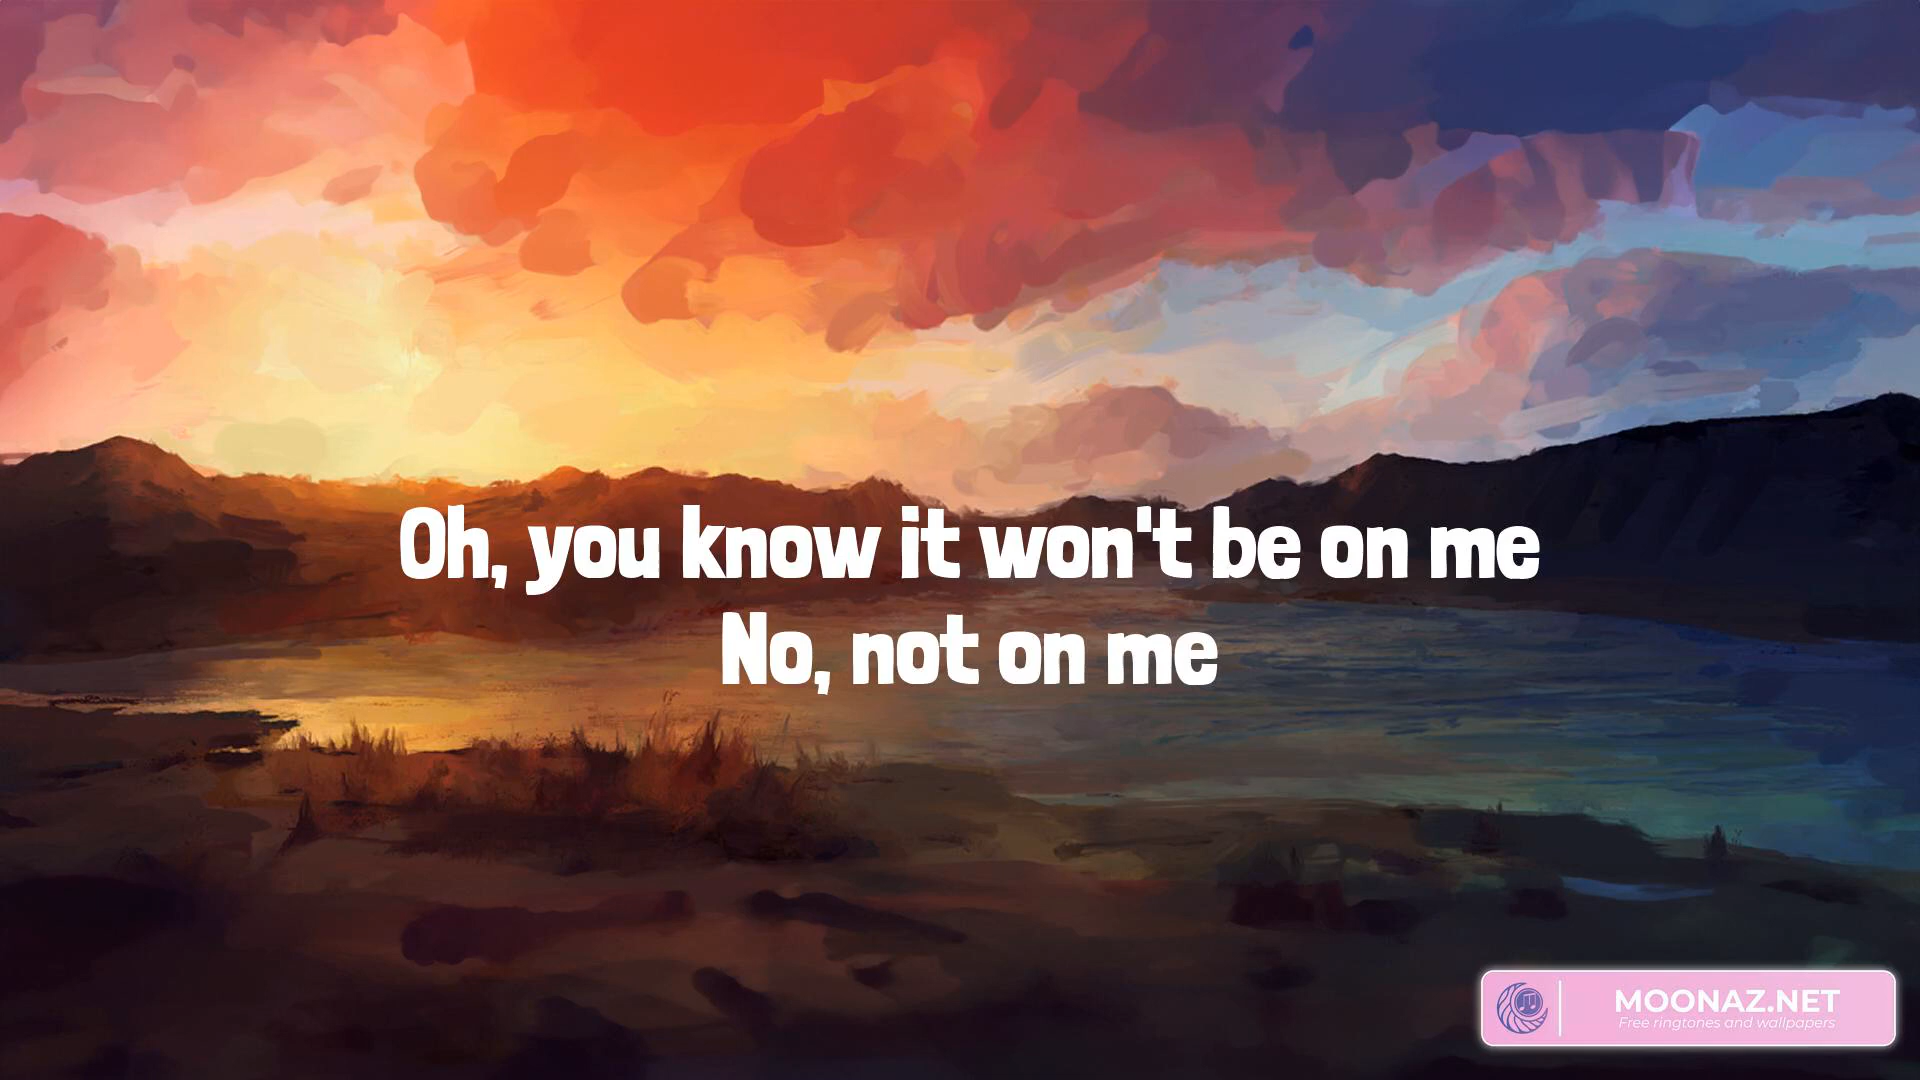 Oh, you know it won't be on me
No, not on me
MOONAZ.NET
Free ringtones and wallpapers